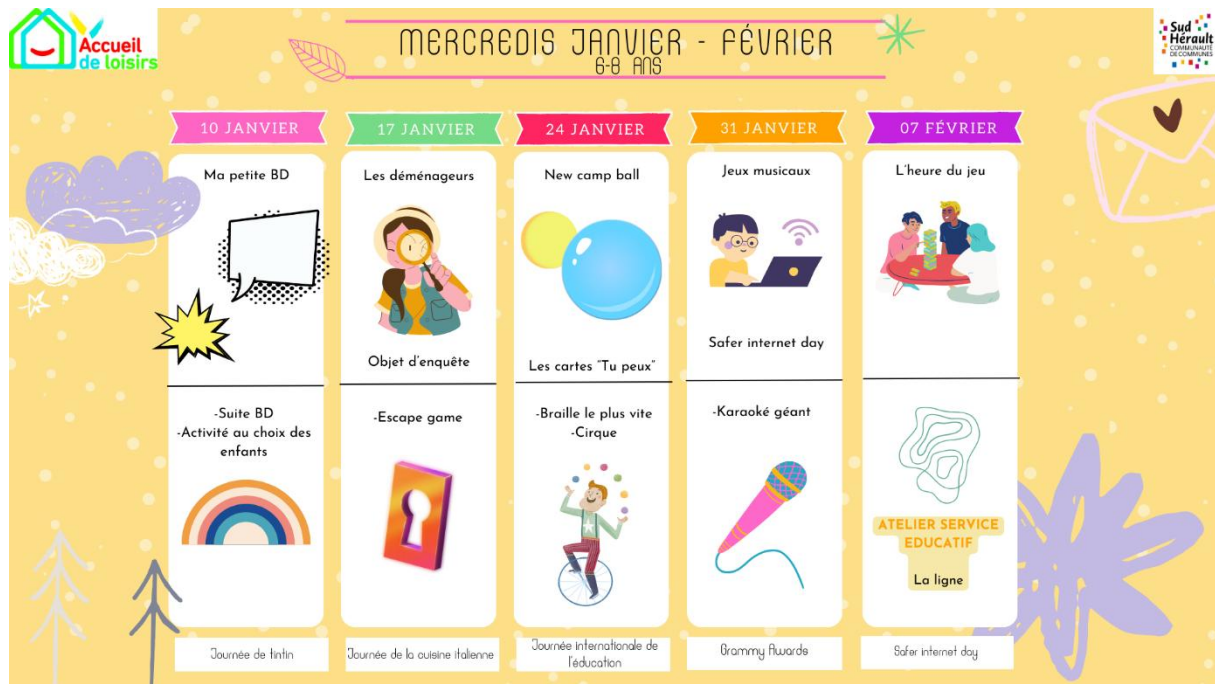 Accueil
de loisirs
MERCREDIS JANVIER - FÉVRIER
6-8 ANS
Sud
Hérault
COMMUNAUTÉ
DE COMMUNES
10 JANVIER
17 JANVIER
24 JANVIER
31 JANVIER
07 FÉVRIER
Ma petite BD
Les déménageurs
Objet d'enquête
New camp ball
Les cartes "Tu peux"
Jeux musicaux
Safer internet day
L'heure du jeu
-Suite BD
-Activité au choix des
enfants
-Escape game
-Braille le plus vite
-Cirque
-Karaoké géant
ATELIER SERVICE
EDUCATIF
La ligne
Journée de tintin
Journée de la cuisine italienne
Journée internationale de
l'éducation
Grammy Awards
Safer internet day